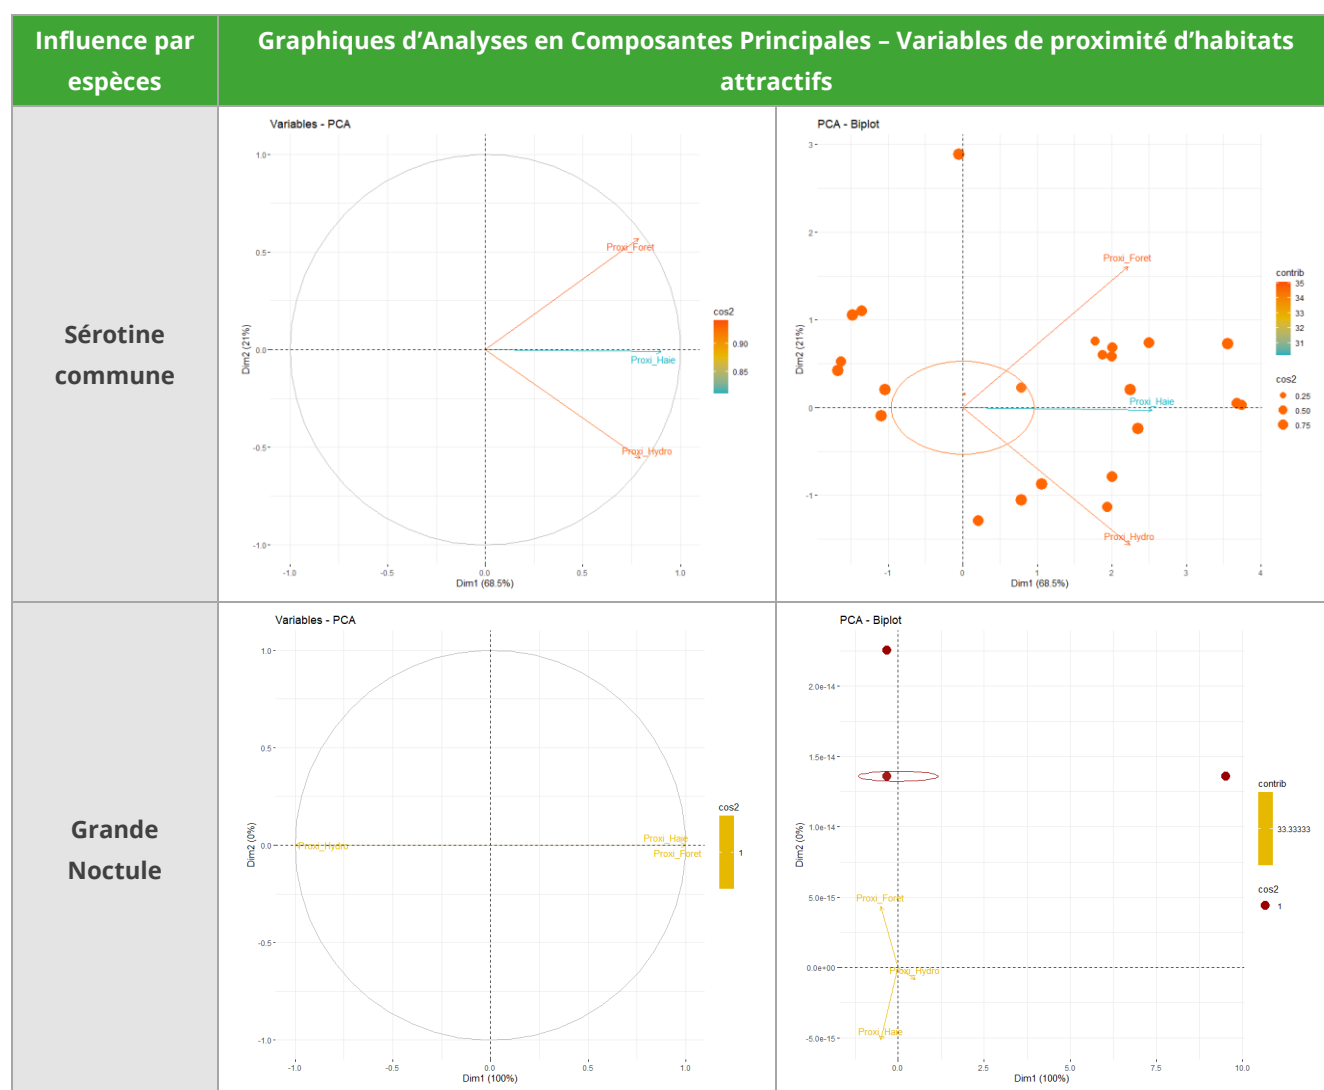 Influence par
espèces
Graphiques d'Analyses en Composantes Principales – Variables de proximité d'habitats
attractifs
Sérotine
commune
Variables - PCA
1.0
0.5
0.0
-0.5
-1.0
Dim2 (21%)
Proxi_Foret
Proxi_Haie
Proxi_Hydro
-1.0 -0.5 0.0 0.5 1.0
Dim1 (68.5%)
cos2
0.90
0.85
PCA - Biplot
3
2
1
0
-1
Dim2 (21%)
Proxi_Foret
Proxi_Haie
Proxi_Hydro
-1 0 1 2 3 4
Dim1 (68.5%)
contrib
35
34
33
32
31
cos2
0.25
0.50
0.75
Grande
Noctule
Variables - PCA
1.0
0.5
0.0
-0.5
-1.0
Dim2 (0%)
Proxi_Hydro
Proxi_Haie
Proxi_Foret
-1.0 -0.5 0.0 0.5 1.0
Dim1 (100%)
cos2
1
PCA - Biplot
2.0e-14
1.5e-14
1.0e-14
5.0e-15
0.0e+00
-5.0e-15
Dim2 (0%)
Proxi_Foret
Proxi_Hydro
Proxi_Haie
0.0 2.5 5.0 7.5 10.0
Dim1 (100%)
contrib
33.33333
cos2
1